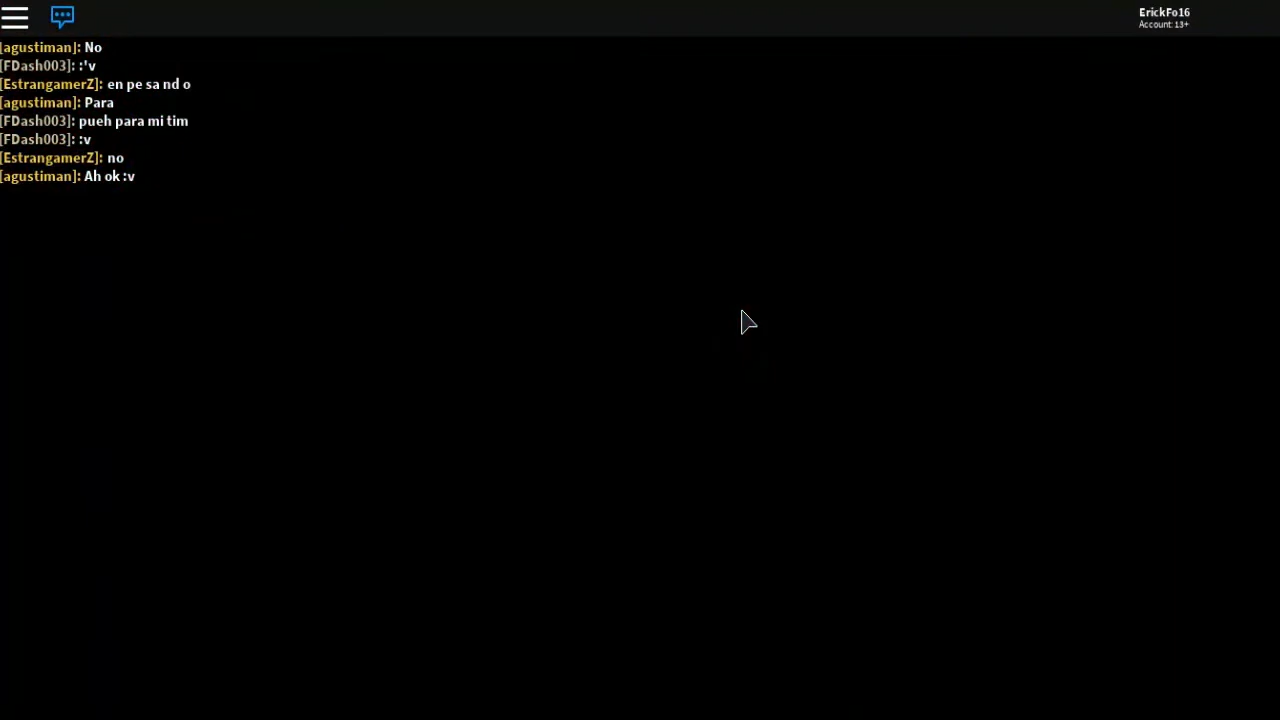 ErickFo16
Account: 13+
[agustiman]: No
[FDash003]: :'v
[EstrangamerZ]: en pe sa nd o
[agustiman]: Para
[FDash003]: pueh para mi tim
[FDash003]: :v
[EstrangamerZ]: no
[agustiman]: Ah ok :v